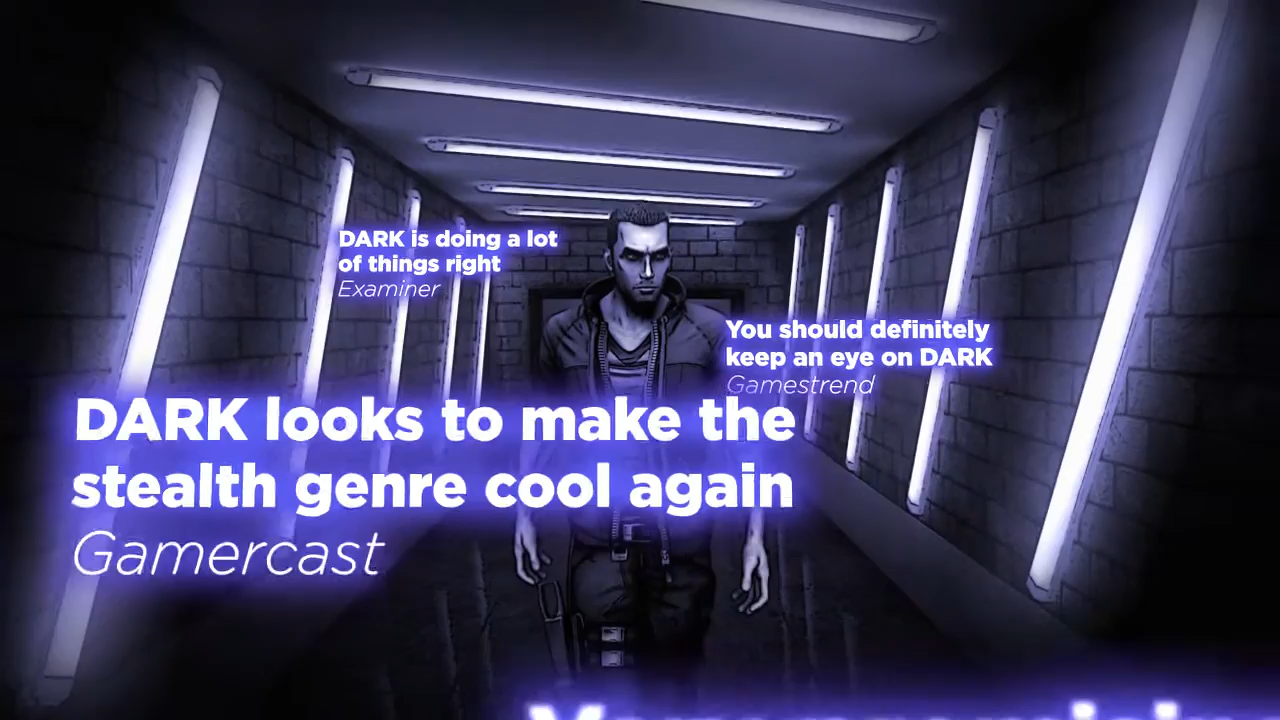 DARK is doing a lot
of things right
Examiner
You should definitely
keep an eye on DARK
Gamestrend
DARK looks to make the
stealth genre cool again
Gamercast